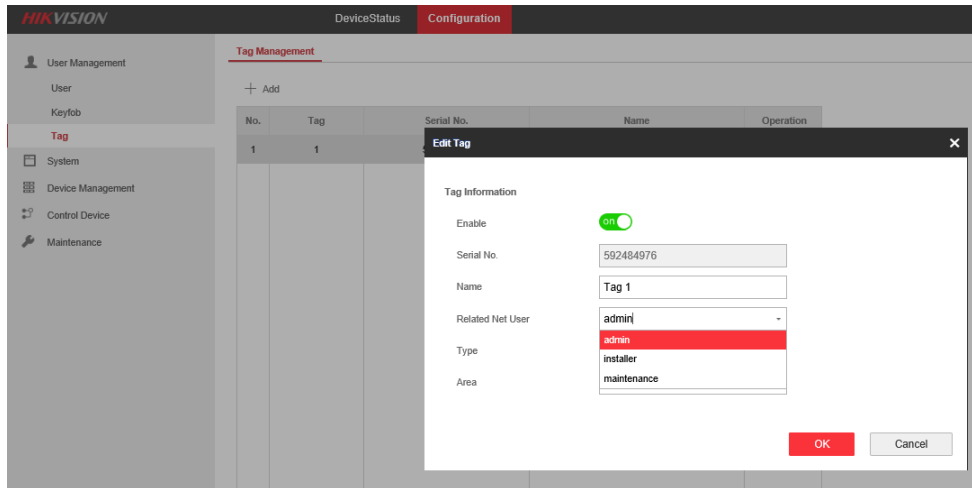 HIKVISION DeviceStatus Configuration
User Management
User
Keyfob
Tag
System
Device Management
Control Device
Maintenance
Tag Management
+ Add
No. Tag Serial No. Name Operation
1 1
Edit Tag
Tag Information
Enable on
Serial No. 592484976
Name Tag 1
Related Net User admin
admin
installer
maintenance
Type
Area
OK Cancel